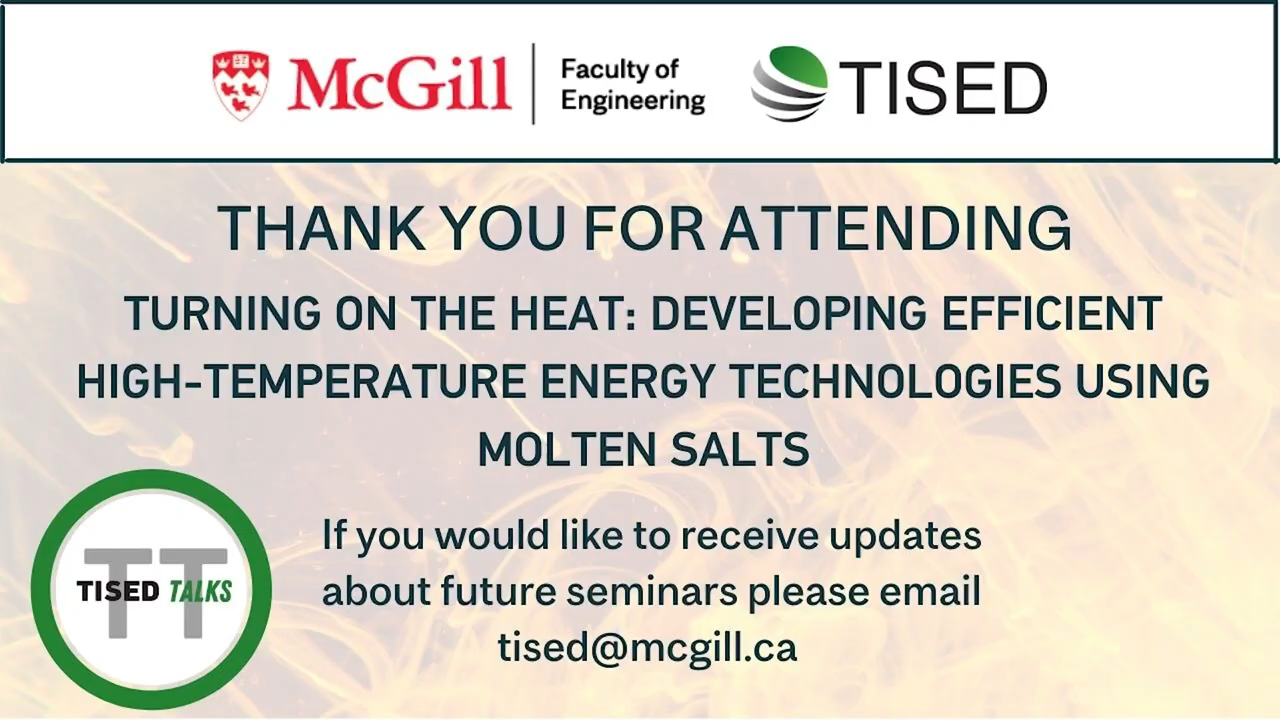 McGill
Faculty of
Engineering
TISED
THANK YOU FOR ATTENDING
TURNING ON THE HEAT: DEVELOPING EFFICIENT
HIGH-TEMPERATURE ENERGY TECHNOLOGIES USING
MOLTEN SALTS
TT
TISED TALKS
If you would like to receive updates
about future seminars please email
tised@mcgill.ca